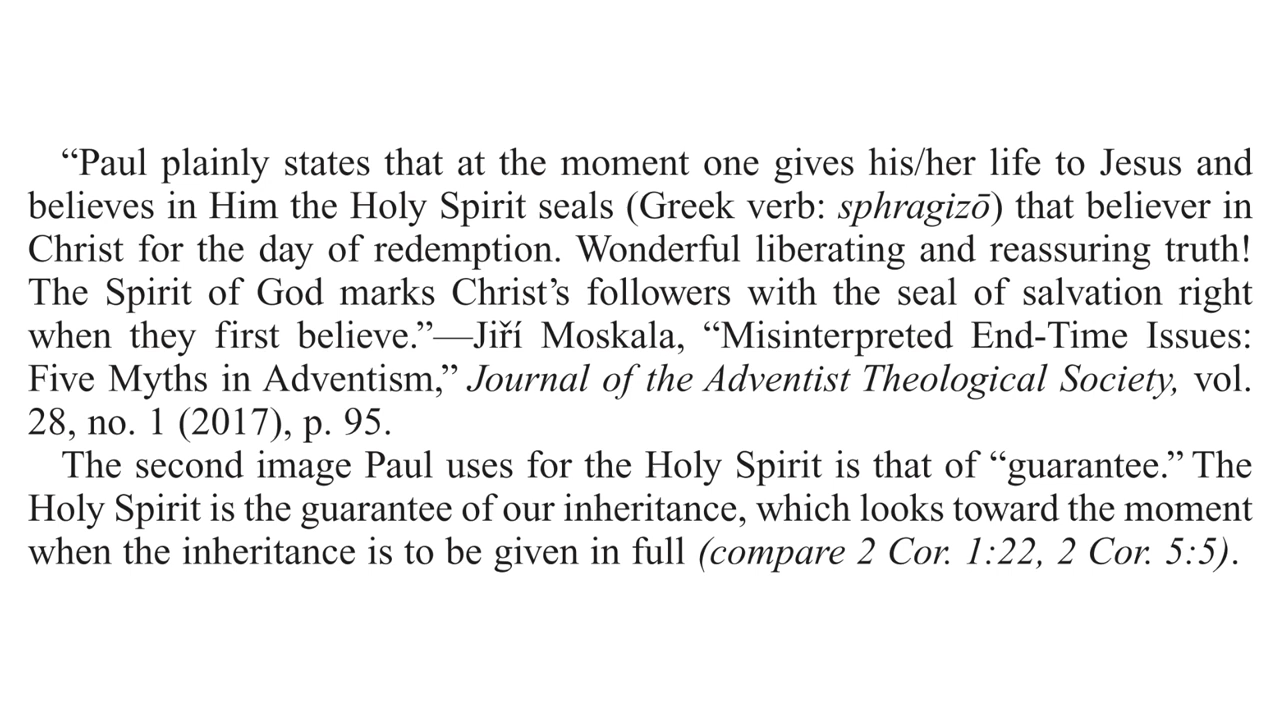 “Paul plainly states that at the moment one gives his/her life to Jesus and
believes in Him the Holy Spirit seals (Greek verb: sphragizō) that believer in
Christ for the day of redemption. Wonderful liberating and reassuring truth!
The Spirit of God marks Christ’s followers with the seal of salvation right
when they first believe.”—Jiří Moskala, “Misinterpreted End-Time Issues:
Five Myths in Adventism,” Journal of the Adventist Theological Society, vol.
28, no. 1 (2017), p. 95.
The second image Paul uses for the Holy Spirit is that of “guarantee.” The
Holy Spirit is the guarantee of our inheritance, which looks toward the moment
when the inheritance is to be given in full (compare 2 Cor. 1:22, 2 Cor. 5:5).